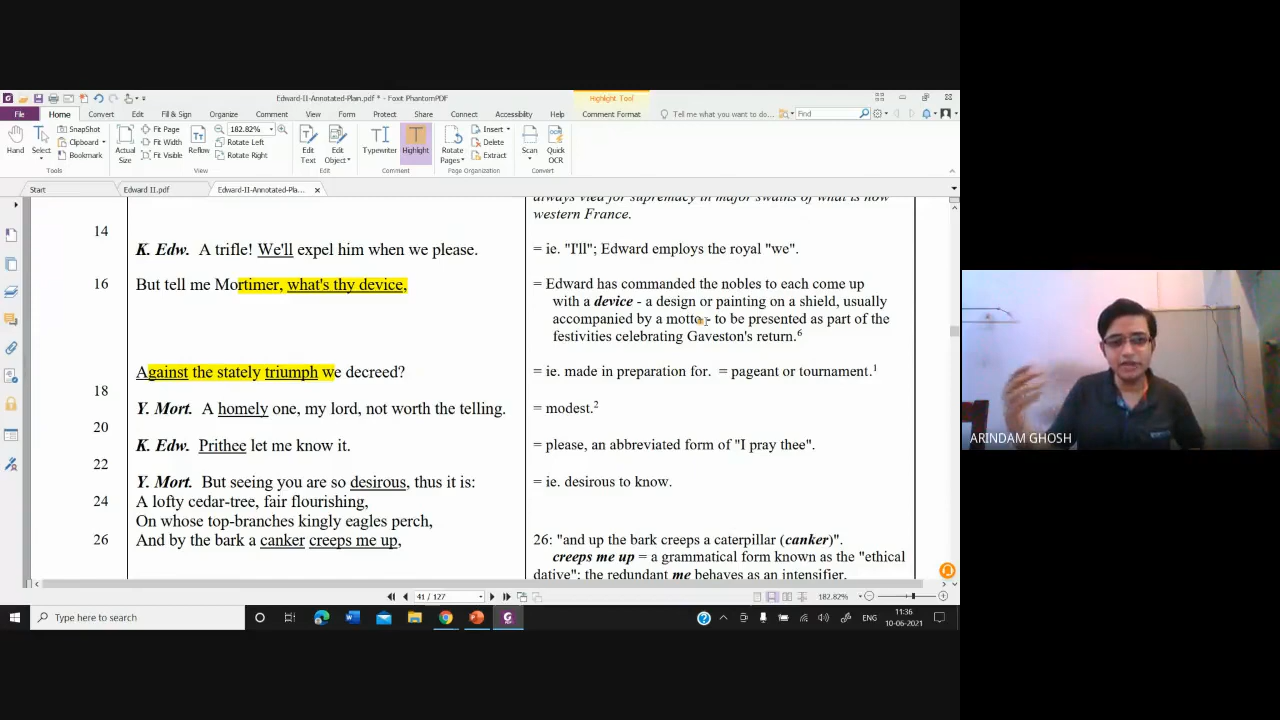 Edward-II-Annotated-Plain.pdf * - Foxit PhantomPDF
Highlight Tool
File Home Convert Edit Fill & Sign Organize Comment View Form Protect Share Connect Accessibility Help Comment Format Tell me what you want to do... Find
Hand
Select
SnapShot
Clipboard
Bookmark
Tools
Actual Size
Fit Page
Fit Width
Fit Visible
Reflow
182.82%
Rotate Left
Rotate Right
View
Edit Text
Edit Object
Edit
Typewriter
Highlight
Comment
Rotate Pages
Insert
Delete
Extract
Page Organization
Scan
Quick OCR
Convert
Start
Edward II.pdf
Edward-II-Annotated-Pla...
always vied for supremacy in major swains of what is now
western France.
14
K. Edw. A trifle! We'll expel him when we please.
= ie. "I'll"; Edward employs the royal "we".
16
But tell me Mortimer, what's thy device,
= Edward has commanded the nobles to each come up
with a device - a design or painting on a shield, usually
accompanied by a motto - to be presented as part of the
festivities celebrating Gaveston's return.6
Against the stately triumph we decreed?
= ie. made in preparation for. = pageant or tournament.1
18
Y. Mort. A homely one, my lord, not worth the telling.
= modest.2
20
K. Edw. Prithee let me know it.
= please, an abbreviated form of "I pray thee".
22
Y. Mort. But seeing you are so desirous, thus it is:
= ie. desirous to know.
24
A lofty cedar-tree, fair flourishing,
On whose top-branches kingly eagles perch,
26
And by the bark a canker creeps me up,
26: "and up the bark creeps a caterpillar (canker)".
creeps me up = a grammatical form known as the "ethical
dative": the redundant me behaves as an intensifier.
41 / 127
182.82%
Type here to search
ENG
11:36
10-06-2021
ARINDAM GHOSH